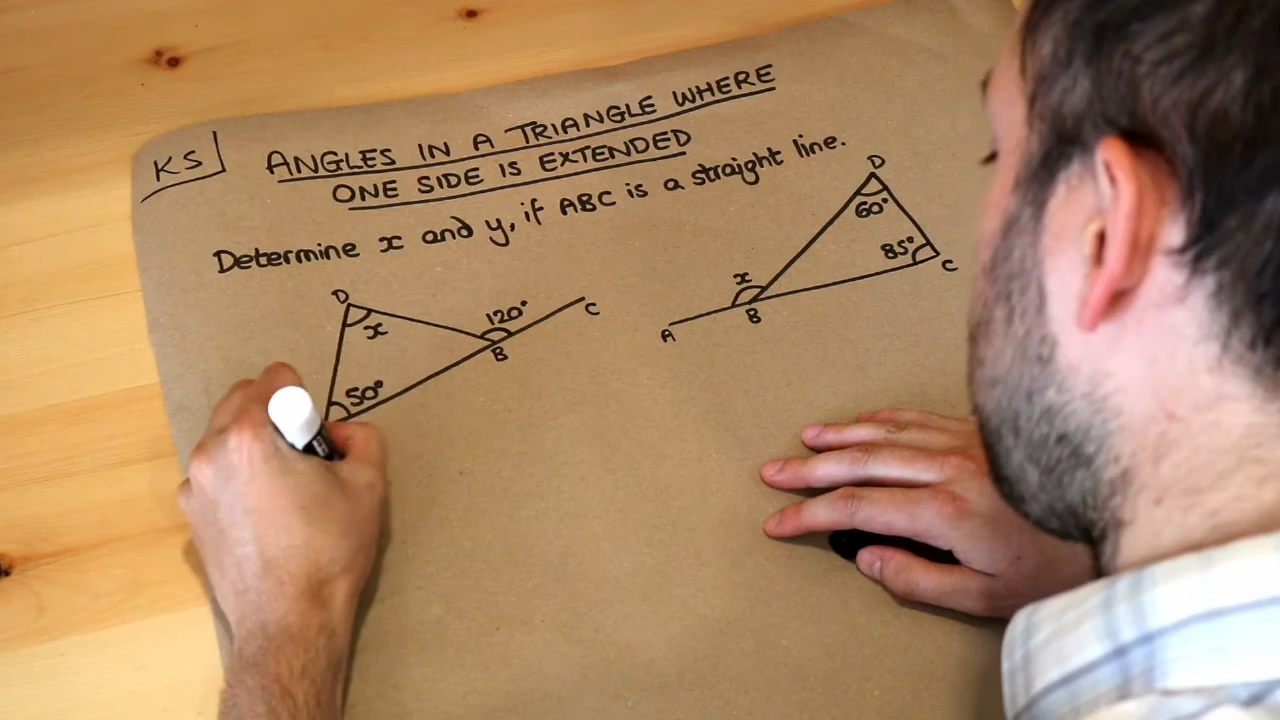 KS
ANGLES IN A TRIANGLE WHERE
ONE SIDE IS EXTENDED
Determine x and y, if ABC is a straight line.
D
x
120°
C
B
50°
D
60°
85°
C
x
B
A